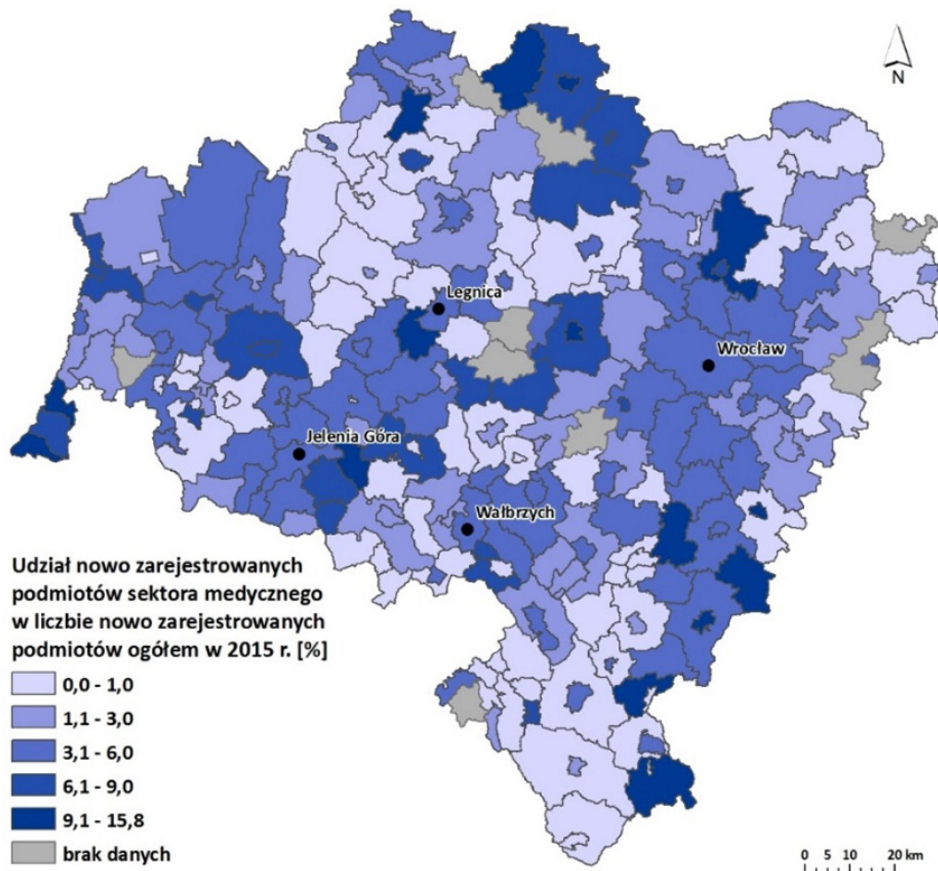 N
Legnica
Wrocław
Jelenia Góra
Wałbrzych
Udział nowo zarejestrowanych
podmiotów sektora medycznego
w liczbie nowo zarejestrowanych
podmiotów ogółem w 2015 r. [%]
0,0 - 1,0
1,1 - 3,0
3,1 - 6,0
6,1 - 9,0
9,1 - 15,8
brak danych
0 5 10 20 km